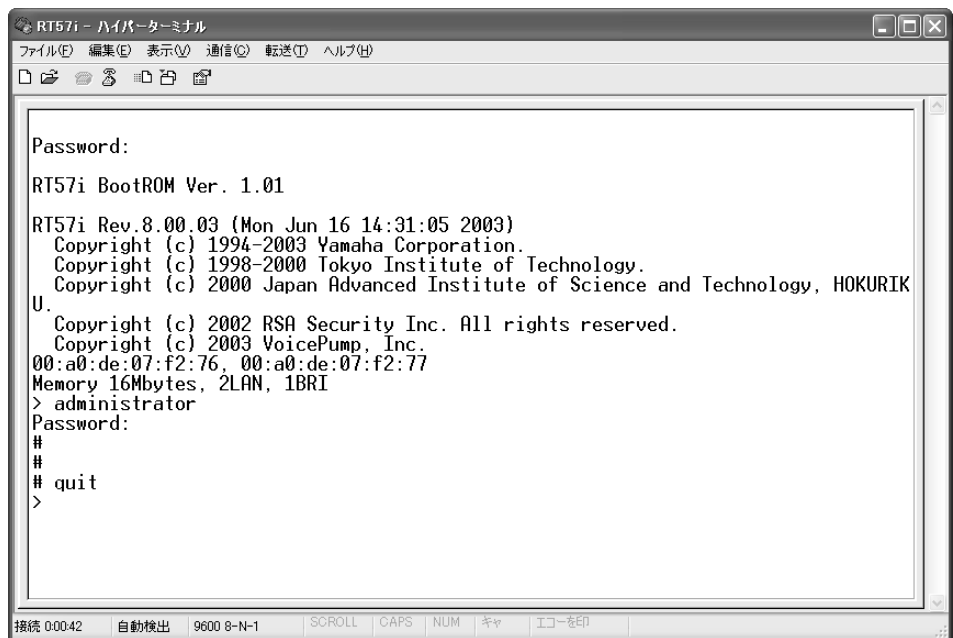 RT57i - ハイパーターミナル
ファイル(F) 編集(E) 表示(V) 通信(C) 転送(T) ヘルプ(H)
Password:
RT57i BootROM Ver. 1.01
RT57i Rev.8.00.03 (Mon Jun 16 14:31:05 2003)
Copyright (c) 1994-2003 Yamaha Corporation.
Copyright (c) 1998-2000 Tokyo Institute of Technology.
Copyright (c) 2000 Japan Advanced Institute of Science and Technology, HOKURIK
U.
Copyright (c) 2002 RSA Security Inc. All rights reserved.
Copyright (c) 2003 VoicePump, Inc.
00:a0:de:07:f2:76, 00:a0:de:07:f2:77
Memory 16Mbytes, 2LAN, 1BRI
> administrator
Password:
#
#
# quit
>
接続 0:00:42 自動検出 9600 8-N-1 SCROLL CAPS NUM キャ エコーを印